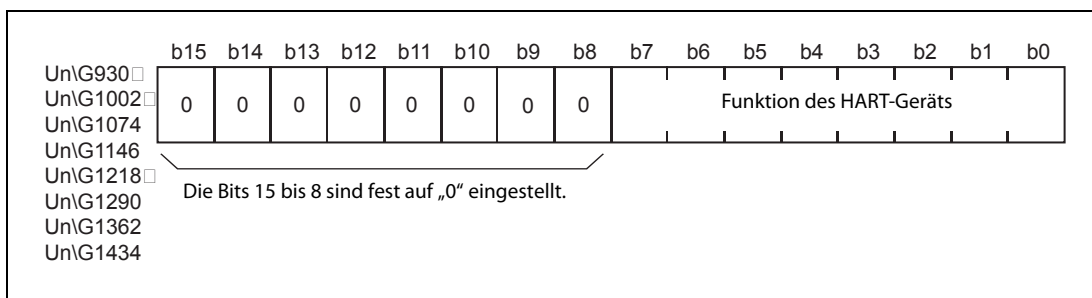 b15 b14 b13 b12 b11 b10 b9 b8 b7 b6 b5 b4 b3 b2 b1 b0
Un\G930□
Un\G1002□
0 0 0 0 0 0 0 0 Funktion des HART-Geräts
Un\G1074
Un\G1146
Un\G1218□
Die Bits 15 bis 8 sind fest auf „0“ eingestellt.
Un\G1290
Un\G1362
Un\G1434